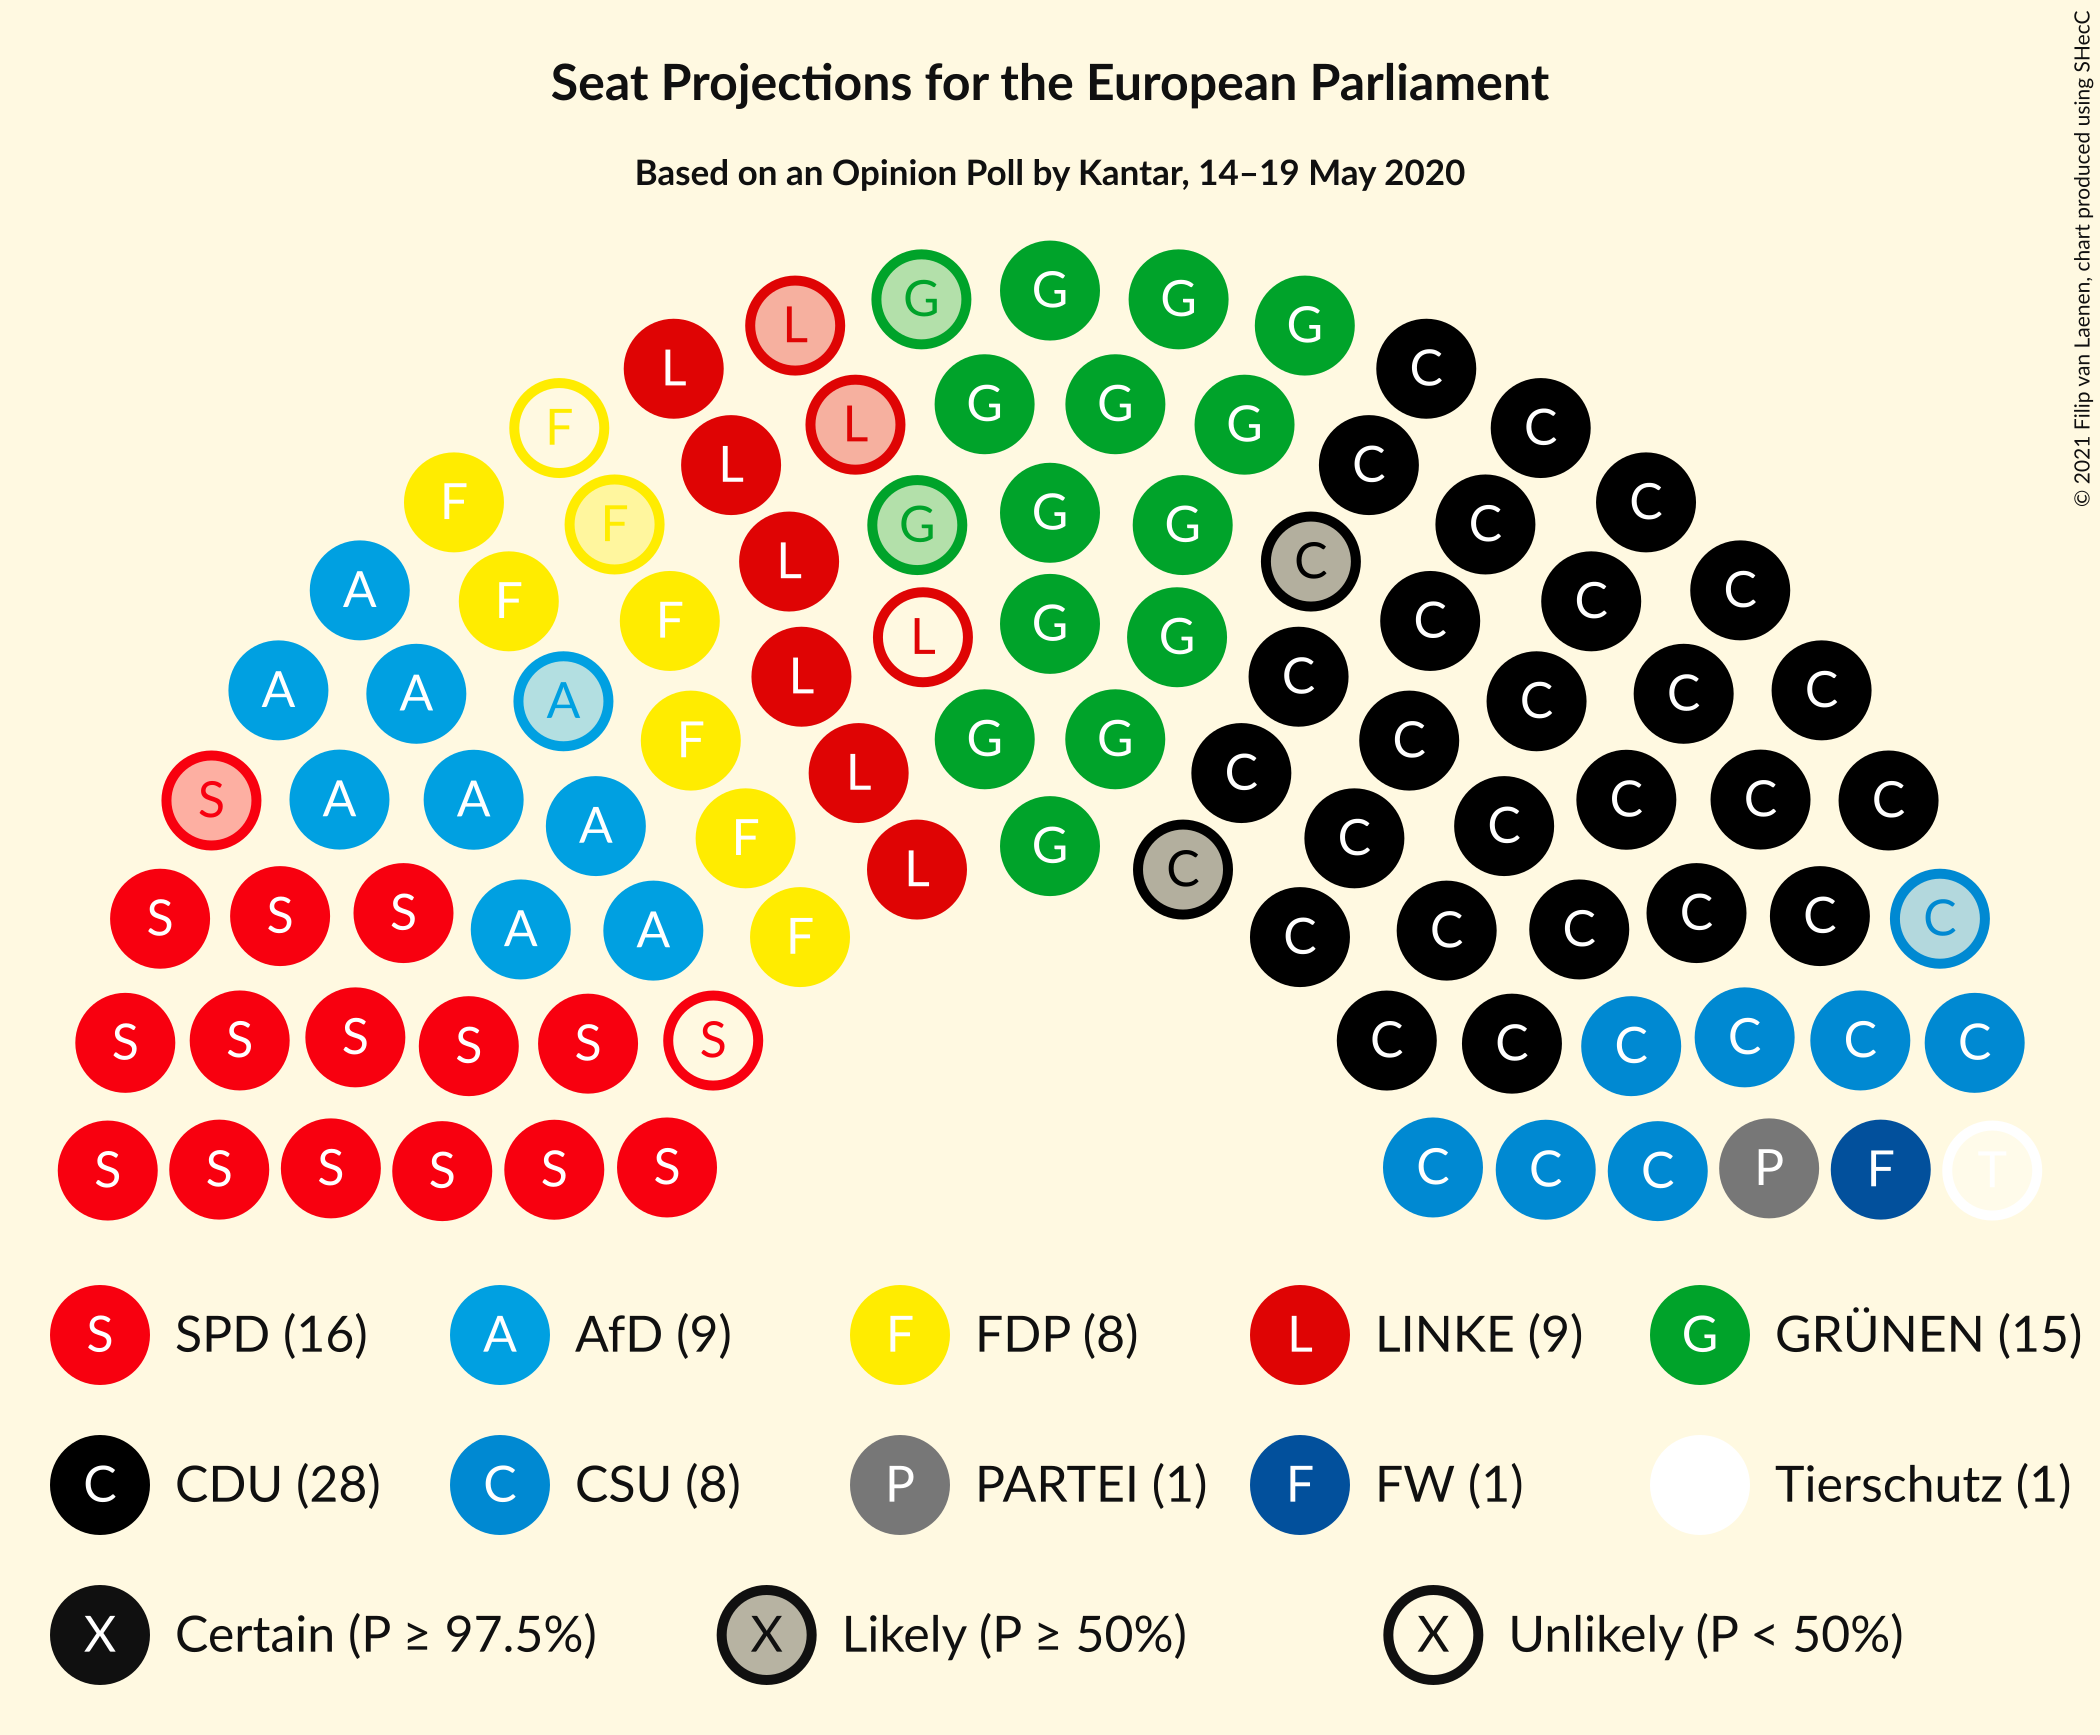 Seat Projections for the European Parliament
Based on an Opinion Poll by Kantar, 14–19 May 2020
© 2021 Filip van Laenen, chart produced using SHecC
G
L G G G
L C
G G
F L G C
L C
F G G C
F L G C
A F L C C
F G G C
L C
A A A C C C
F G G C
L C
S A A A F L C C C C C
F G C
L C
S S S A A F C C C C C C
S S S S S S C C C C C C
S S S S S S C C C P F T
S SPD (16) A AfD (9) F FDP (8) L LINKE (9) G GRÜNEN (15)
C CDU (28) C CSU (8) P PARTEI (1) F FW (1) Tierschutz (1)
X Certain (P ≥ 97.5%) X Likely (P ≥ 50%) X Unlikely (P < 50%)